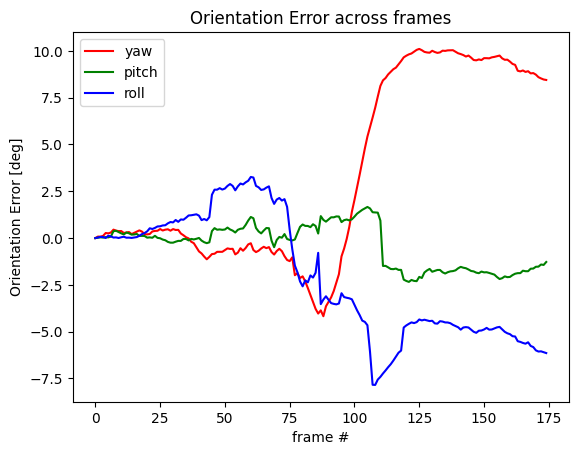 Orientation Error across frames
yaw
pitch
roll
Orientation Error [deg]
10.0
7.5
5.0
2.5
0.0
−2.5
−5.0
−7.5
0 25 50 75 100 125 150 175
frame #